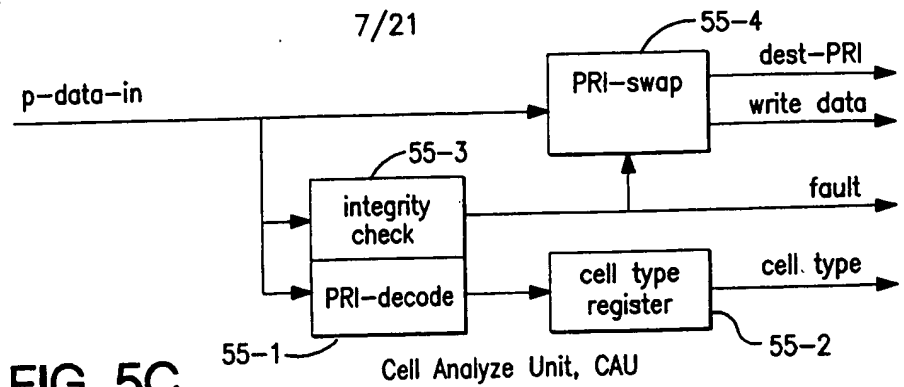 7/21
55-4
dest-PRI
p-data-in
PRI-swap
write data
55-3
integrity
check
fault
PRI-decode
cell type
register
cell type
55-1
55-2
FIG. 5C
Cell Analyze Unit, CAU